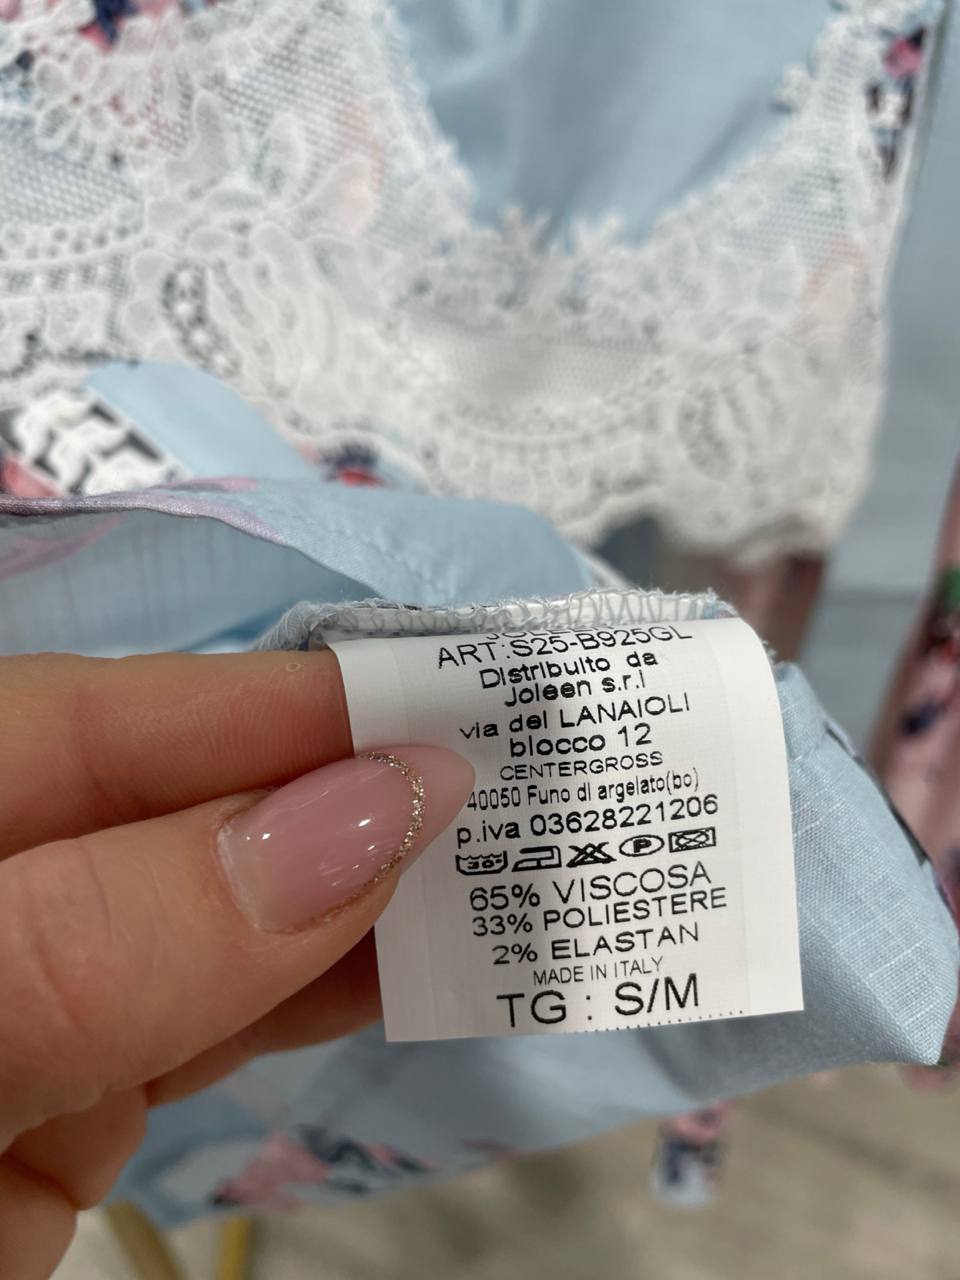 ART:S25-B925GL
Distribuito da
Joleen s.r.l
via del LANAIOLI
blocco 12
CENTERGROSS
40050 Funo di argelato(bo)
p.iva 03628221206
30° P
65% VISCOSA
33% POLIESTERE
2% ELASTAN
MADE IN ITALY
TG : S/M